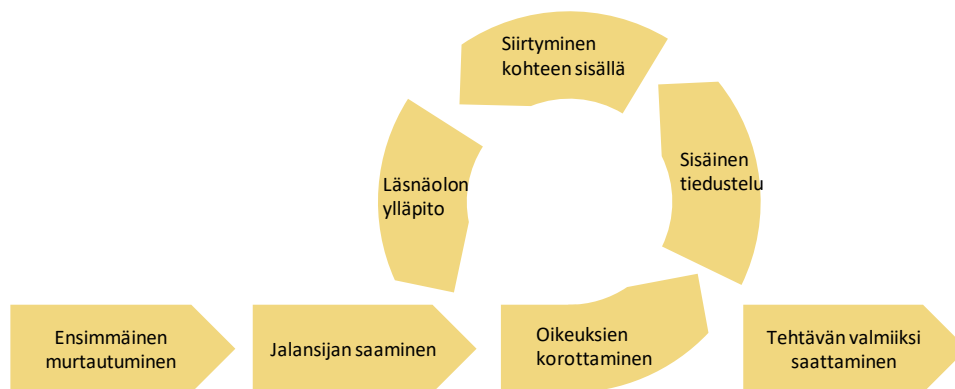 Siirtyminen
kohteen sisällä
Sisäinen
tiedustelu
Läsnäolon
ylläpito
Ensimmäinen
murtautuminen
Jalansijan saaminen
Oikeuksien
korottaminen
Tehtävän valmiiksi
saattaminen